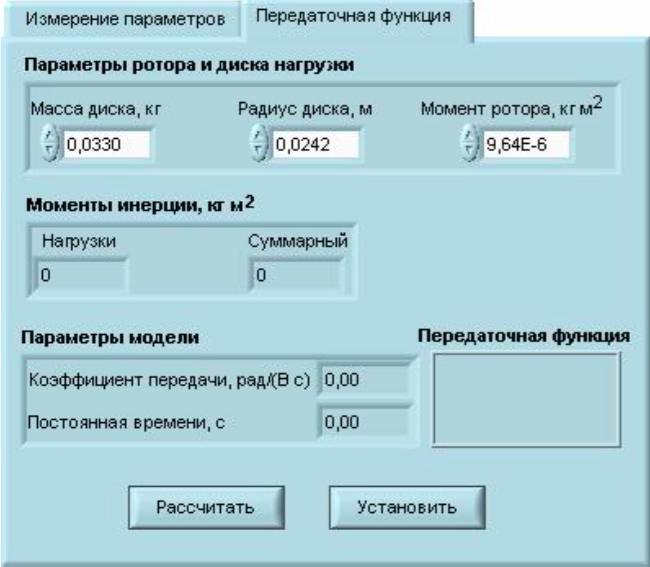 Измерение параметров Передаточная функция
Параметры ротора и диска нагрузки
Масса диска, кг Радиус диска, м Момент ротора, кг м2
0,0330 0,0242 9,64E-6
Моменты инерции, кг м2
Нагрузки Суммарный
0 0
Параметры модели Передаточная функция
Коэффициент передачи, рад/(В с) 0,00
Постоянная времени, с 0,00
Рассчитать Установить